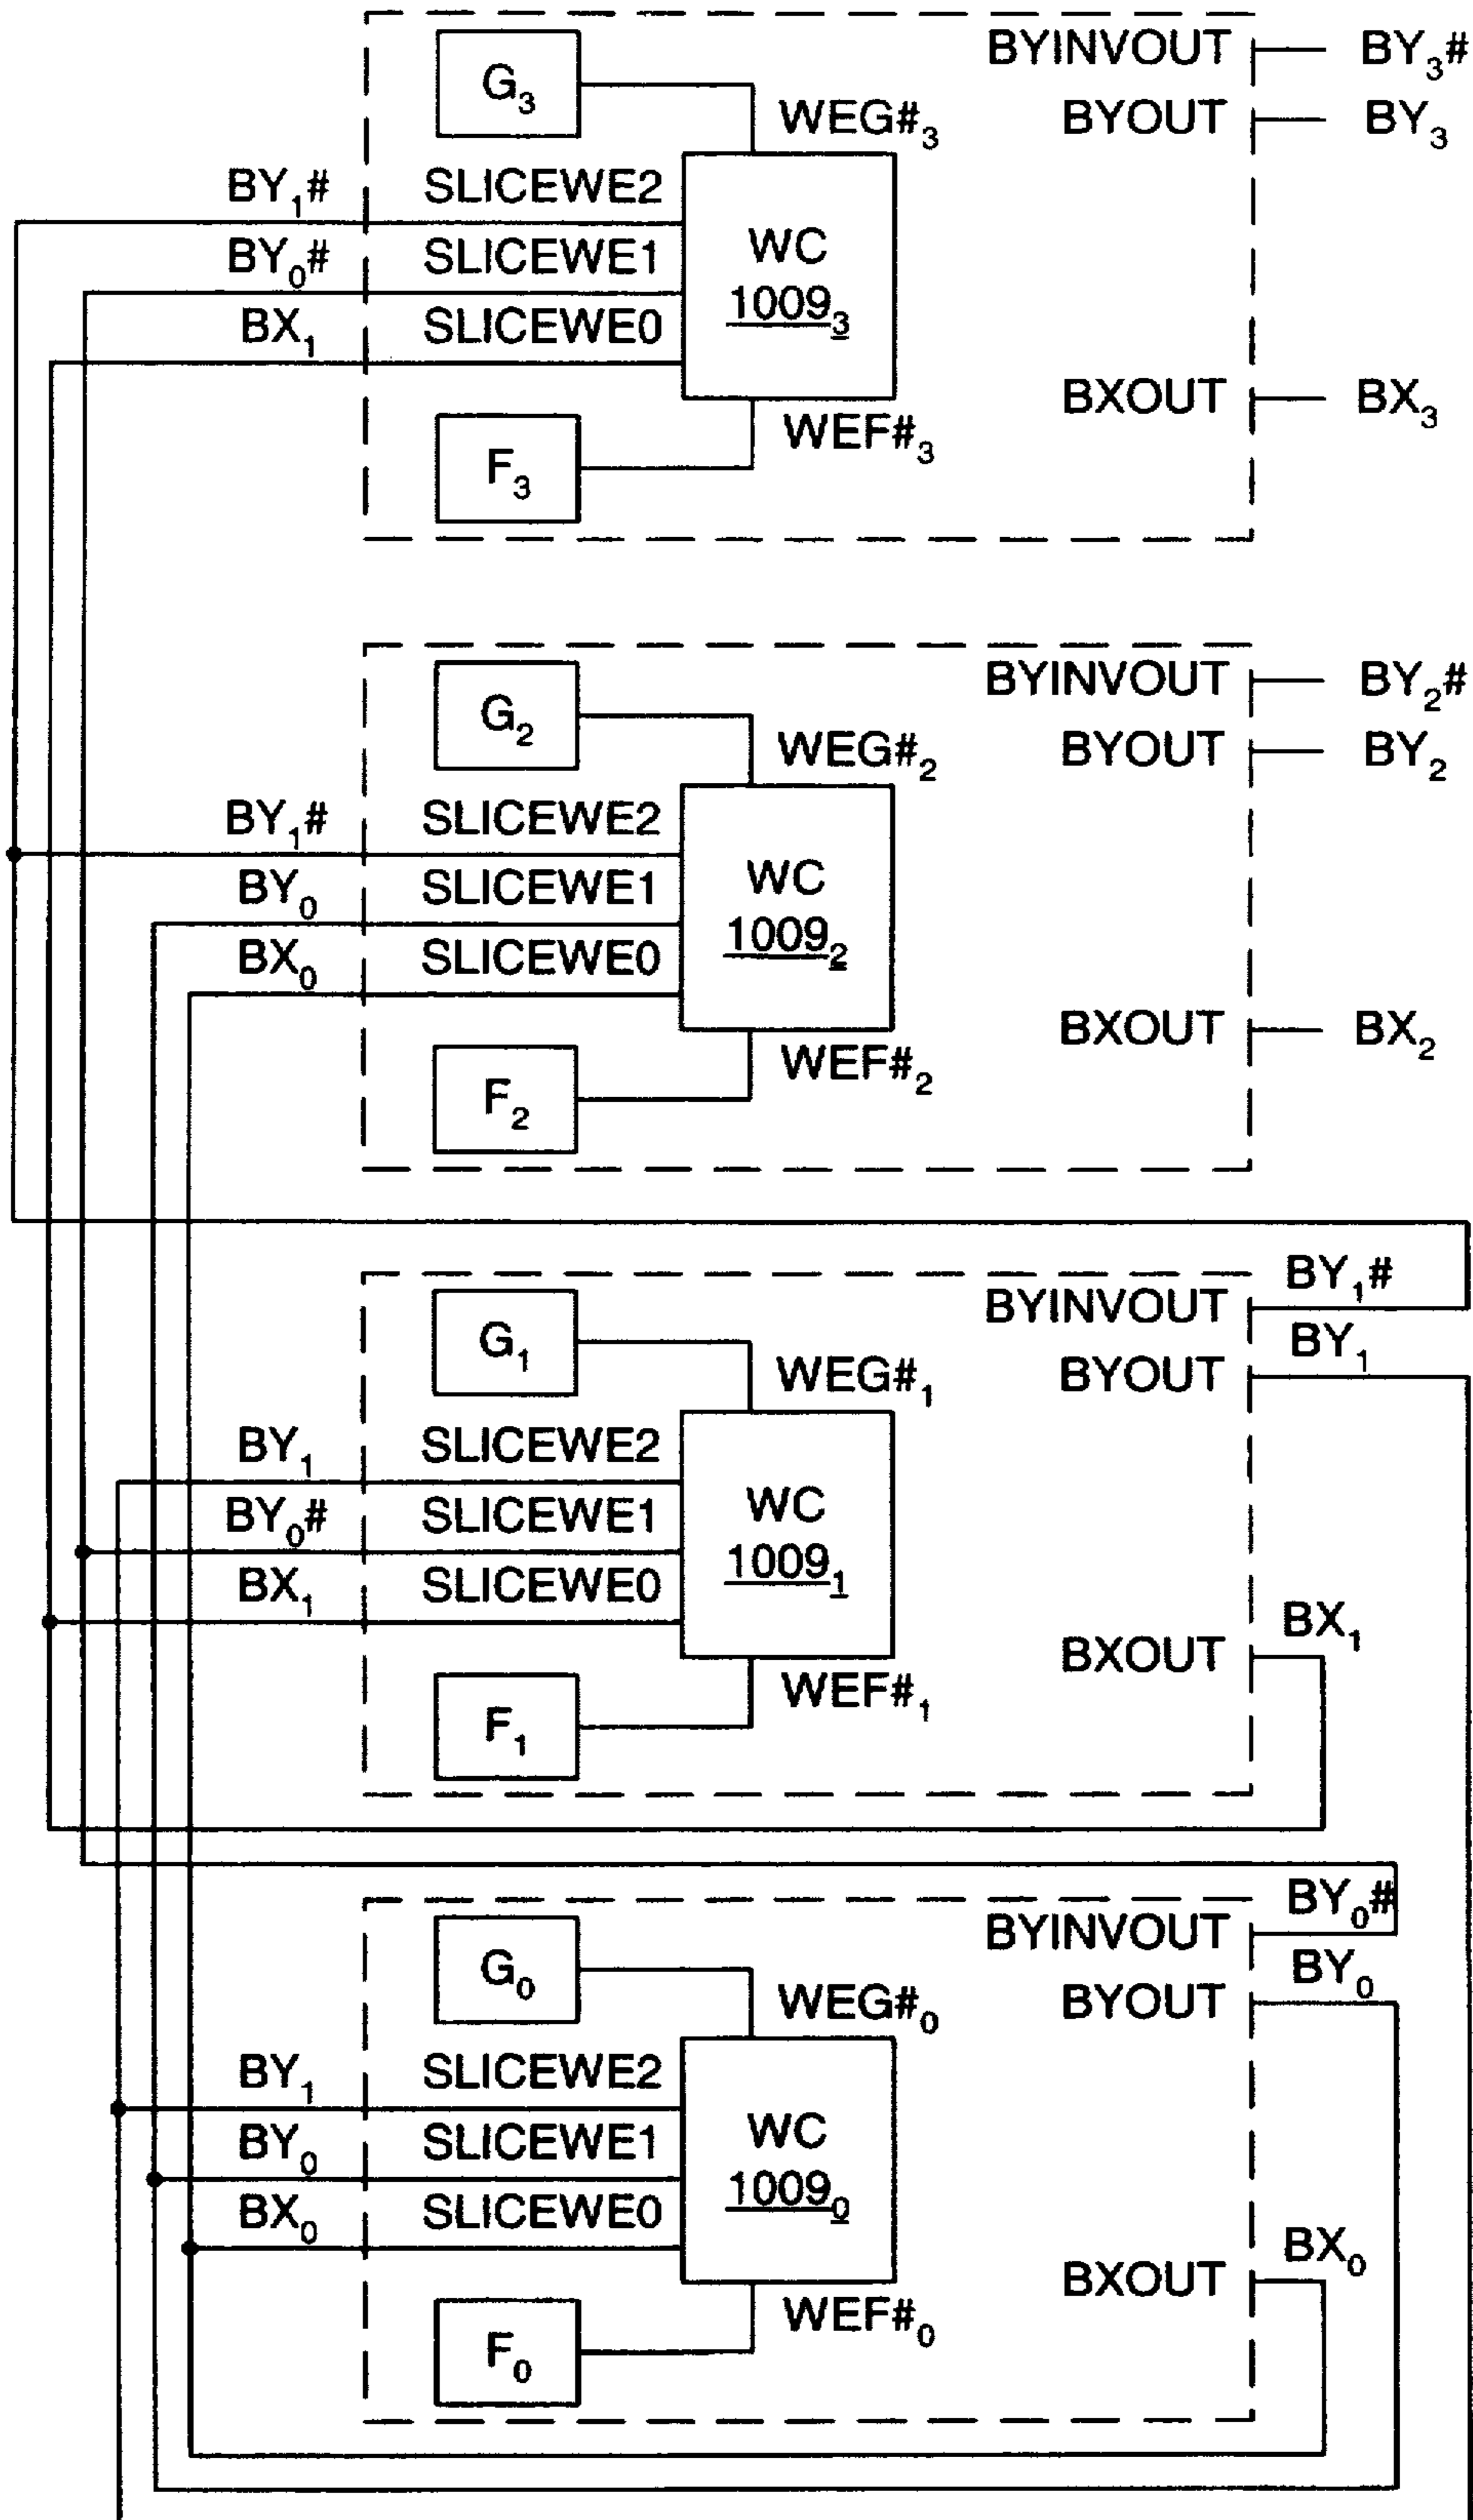 G₃
BYINVOUT BY₃#
WEG#₃ BYOUT BY₃
BY₁# SLICEWE2
BY₀# SLICEWE1
WC
1009₃
BX₁ SLICEWE0
BXOUT BX₃
WEF#₃
F₃
G₂
BYINVOUT BY₂#
WEG#₂ BYOUT BY₂
BY₁# SLICEWE2
BY₀ SLICEWE1
WC
1009₂
BX₀ SLICEWE0
BXOUT BX₂
WEF#₂
F₂
BY₁#
G₁
BYINVOUT
BY₁
WEG#₁ BYOUT
BY₁ SLICEWE2
BY₀# SLICEWE1
WC
1009₁
BX₁ SLICEWE0
BX₁
BXOUT
WEF#₁
F₁
BY₀#
G₀
BYINVOUT
BY₀
WEG#₀ BYOUT
BY₁ SLICEWE2
BY₀ SLICEWE1
WC
1009₀
BX₀ SLICEWE0
BX₀
BXOUT
WEF#₀
F₀